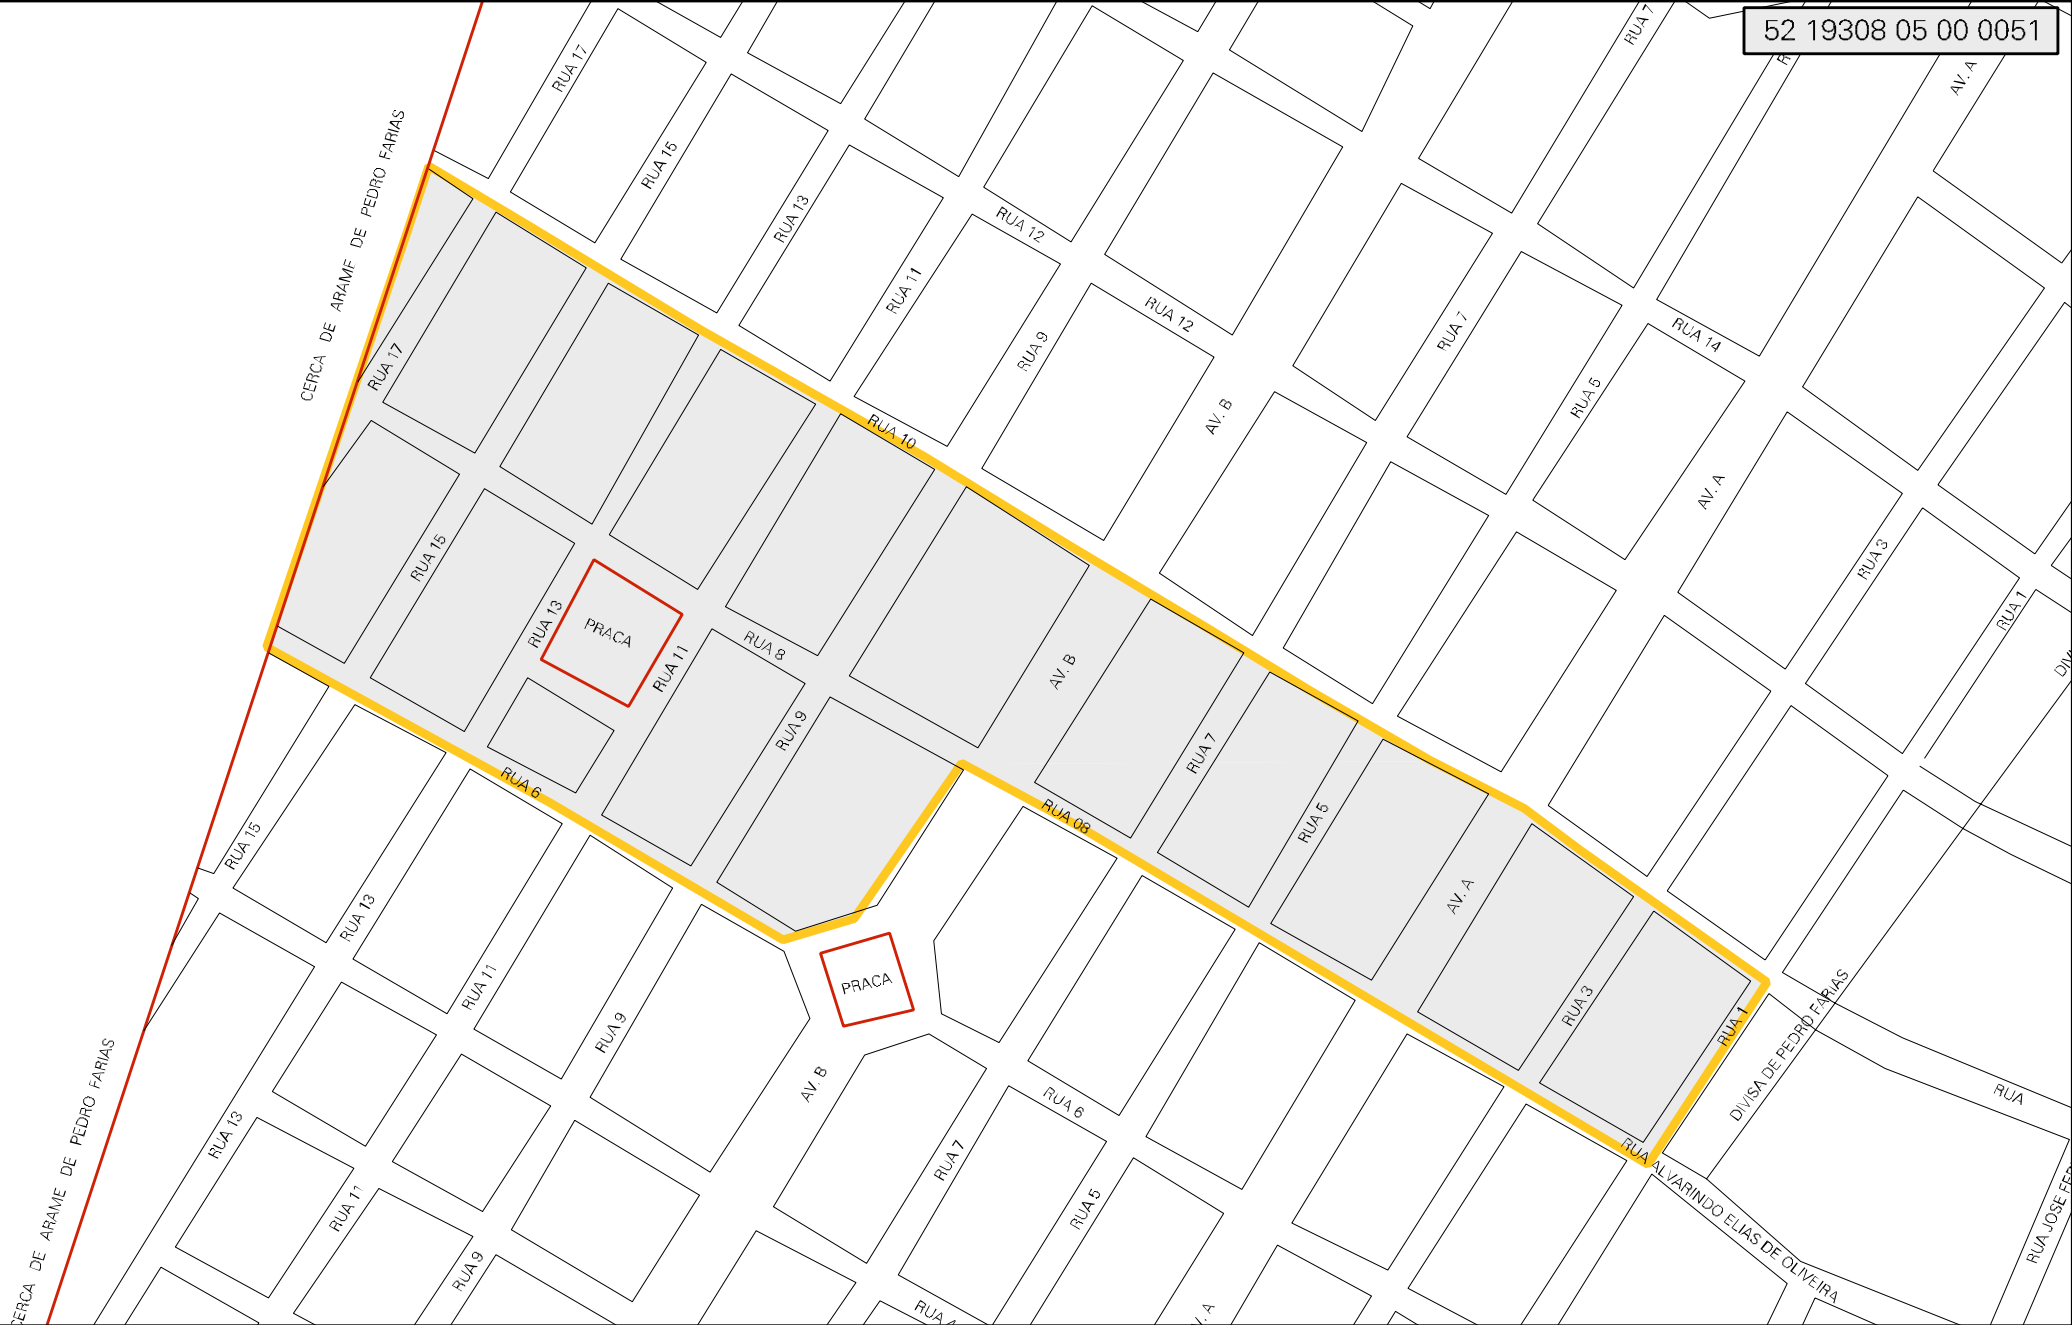 52 19308 05 00 0051
RUA 17
RUA 7
AV. A
CERCA DE ARAME DE PEDRO FARIAS
RUA 15
RUA 13
RUA 12
RUA 11
RUA 12
RUA 9
RUA 7
RUA 14
RUA 17
RUA 5
AV. B
RUA 10
AV. A
RUA 15
RUA 3
RUA 1
RUA 13
PRACA
RUA 8
RUA 11
AV. B
RUA 9
RUA 7
RUA 6
RUA 08
RUA 5
RUA 15
AV. A
RUA 13
RUA 11
PRACA
RUA 9
RUA 3
RUA 1
DIVISA DE PEDRO FARIAS
RUA
CERCA DE ARAME DE PEDRO FARIAS
AV. B
RUA 6
RUA 13
RUA 7
RUA ALVARINDO ELIAS DE OLIVEIRA
RUA 11
RUA 5
RUA JOSE
RUA 9
RUA